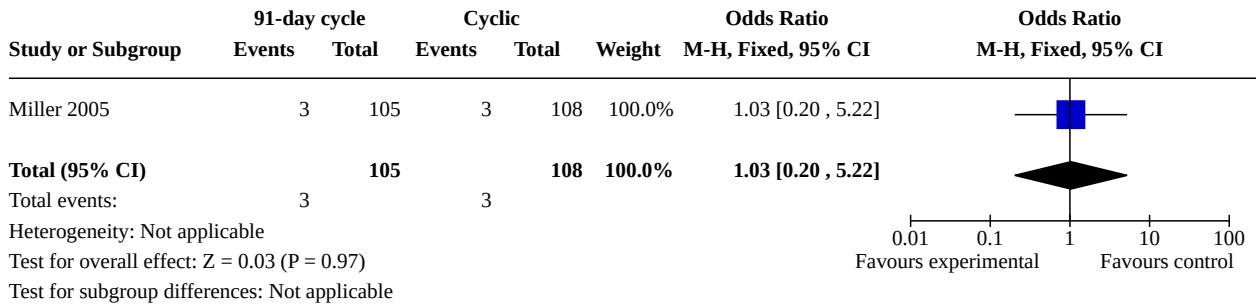 91-day cycle Cyclic Odds Ratio Odds Ratio
Study or Subgroup Events Total Events Total Weight M-H, Fixed, 95% CI M-H, Fixed, 95% CI
Miller 2005 3 105 3 108 100.0% 1.03 [0.20 , 5.22]
Total (95% CI) 105 108 100.0% 1.03 [0.20 , 5.22]
Total events: 3 3
Heterogeneity: Not applicable
0.01 0.1 1 10 100
Test for overall effect: Z = 0.03 (P = 0.97)
Favours experimental Favours control
Test for subgroup differences: Not applicable